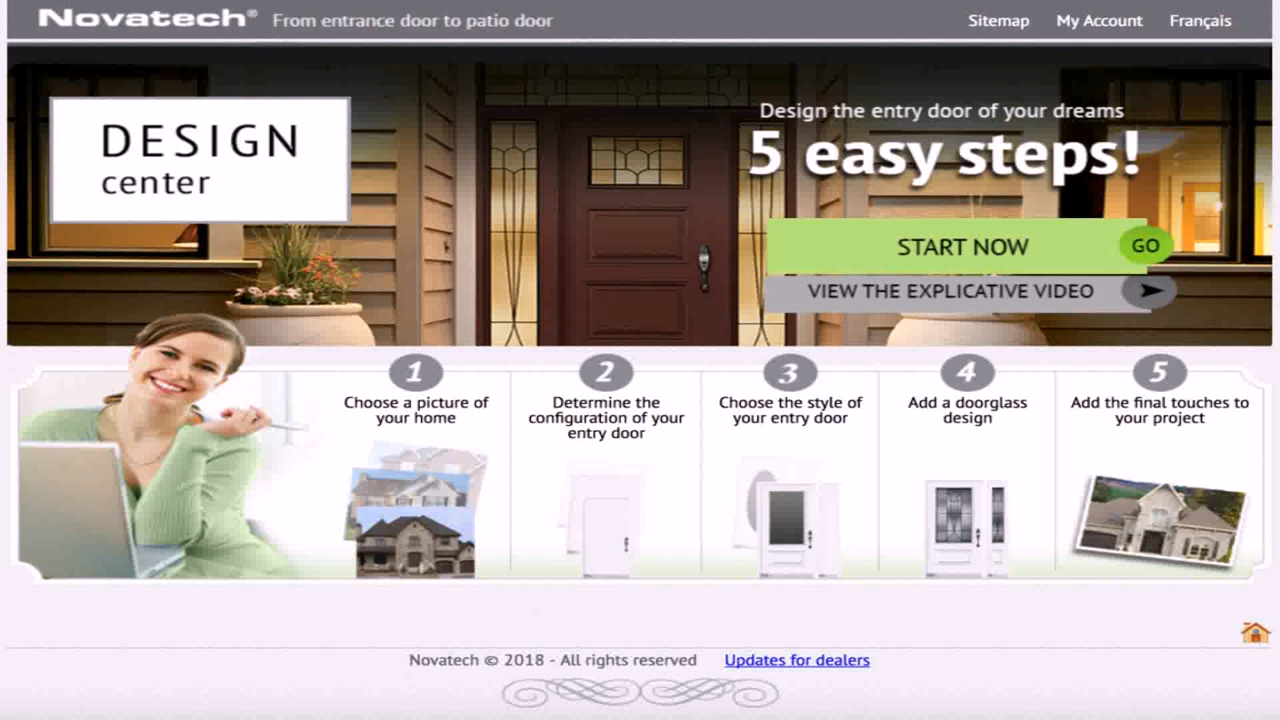 Novatech® From entrance door to patio door
Sitemap My Account Français
DESIGN
center
Design the entry door of your dreams
5 easy steps!
START NOW GO
VIEW THE EXPLICATIVE VIDEO
1
Choose a picture of
your home
2
Determine the
configuration of your
entry door
3
Choose the style of
your entry door
4
Add a doorglass
design
5
Add the final touches to
your project
Novatech © 2018 - All rights reserved Updates for dealers